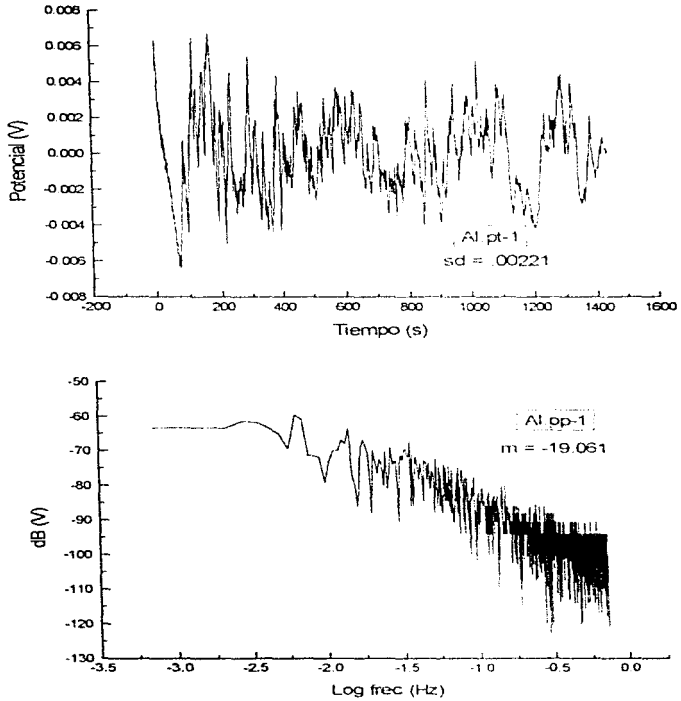 0.008
0.006
0.004
0.002
0.000
-0.002
-0.004
-0.006
-0.008
Potencial (V)
Al pt-1
sd = .00221
-200 0 200 400 600 800 1000 1200 1400 1600
Tiempo (s)
-50
-60
-70
-80
-90
-100
-110
-120
-130
dB (V)
Al pp-1
m = -19.061
-3.5 -3.0 -2.5 -2.0 -1.5 -1.0 -0.5 0.0
Log frec (Hz)